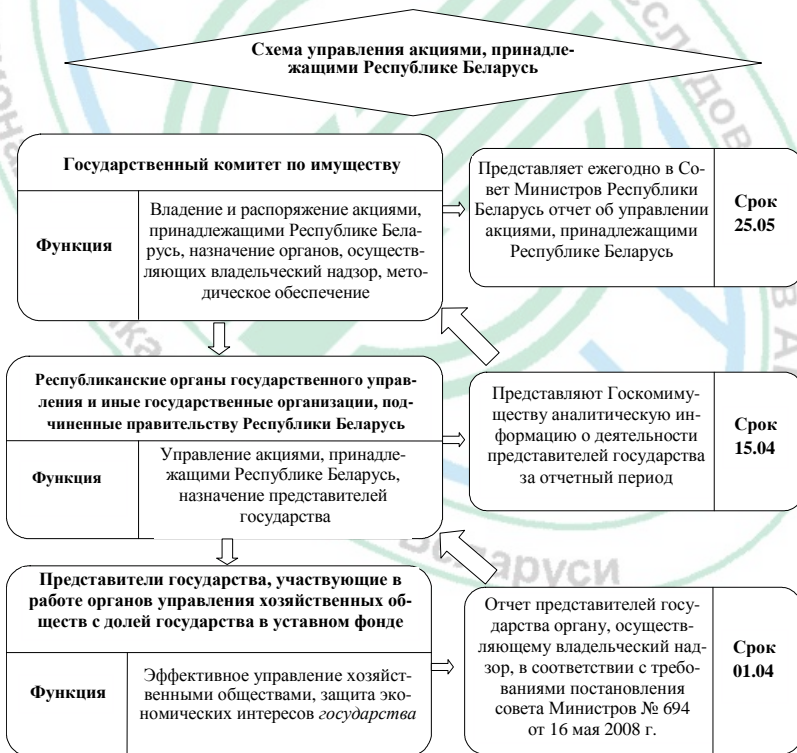 Схема управления акциями, принадле-
жащими Республике Беларусь
Государственный комитет по имуществу
Функция
Владение и распоряжение акциями,
принадлежащими Республике Бела-
русь, назначение органов, осуществ-
ляющих владельческий надзор, мето-
дическое обеспечение
Представляет ежегодно в Со-
вет Министров Республики
Беларусь отчет об управлении
акциями, принадлежащими
Республике Беларусь
Срок
25.05
Республиканские органы государственного управ-
ления и иные государственные организации, под-
чиненные правительству Республики Беларусь
Функция
Управление акциями, принадле-
жащими Республике Беларусь,
назначение представителей
государства
Представляют Госкомиму-
ществу аналитическую ин-
формацию о деятельности
представителей государства
за отчетный период
Срок
15.04
Беларуси
Представители государства, участвующие в
работе органов управления хозяйственных об-
ществ с долей государства в уставном фонде
Функция
Эффективное управление хозяйст-
венными обществами, защита эко-
номических интересов государства
Отчет представителей госу-
дарства органу, осуществ-
ляющему владельческий над-
зор, в соответствии с требо-
ваниями постановления
совета Министров № 694
от 16 мая 2008 г.
Срок
01.04